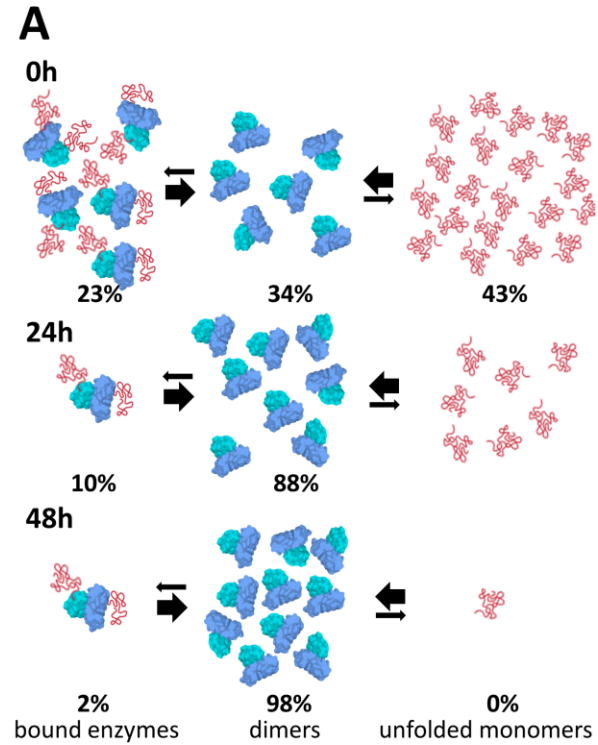 A
0h
23% 34% 43%
24h
10% 88%
48h
2% 98% 0%
bound enzymes dimers unfolded monomers